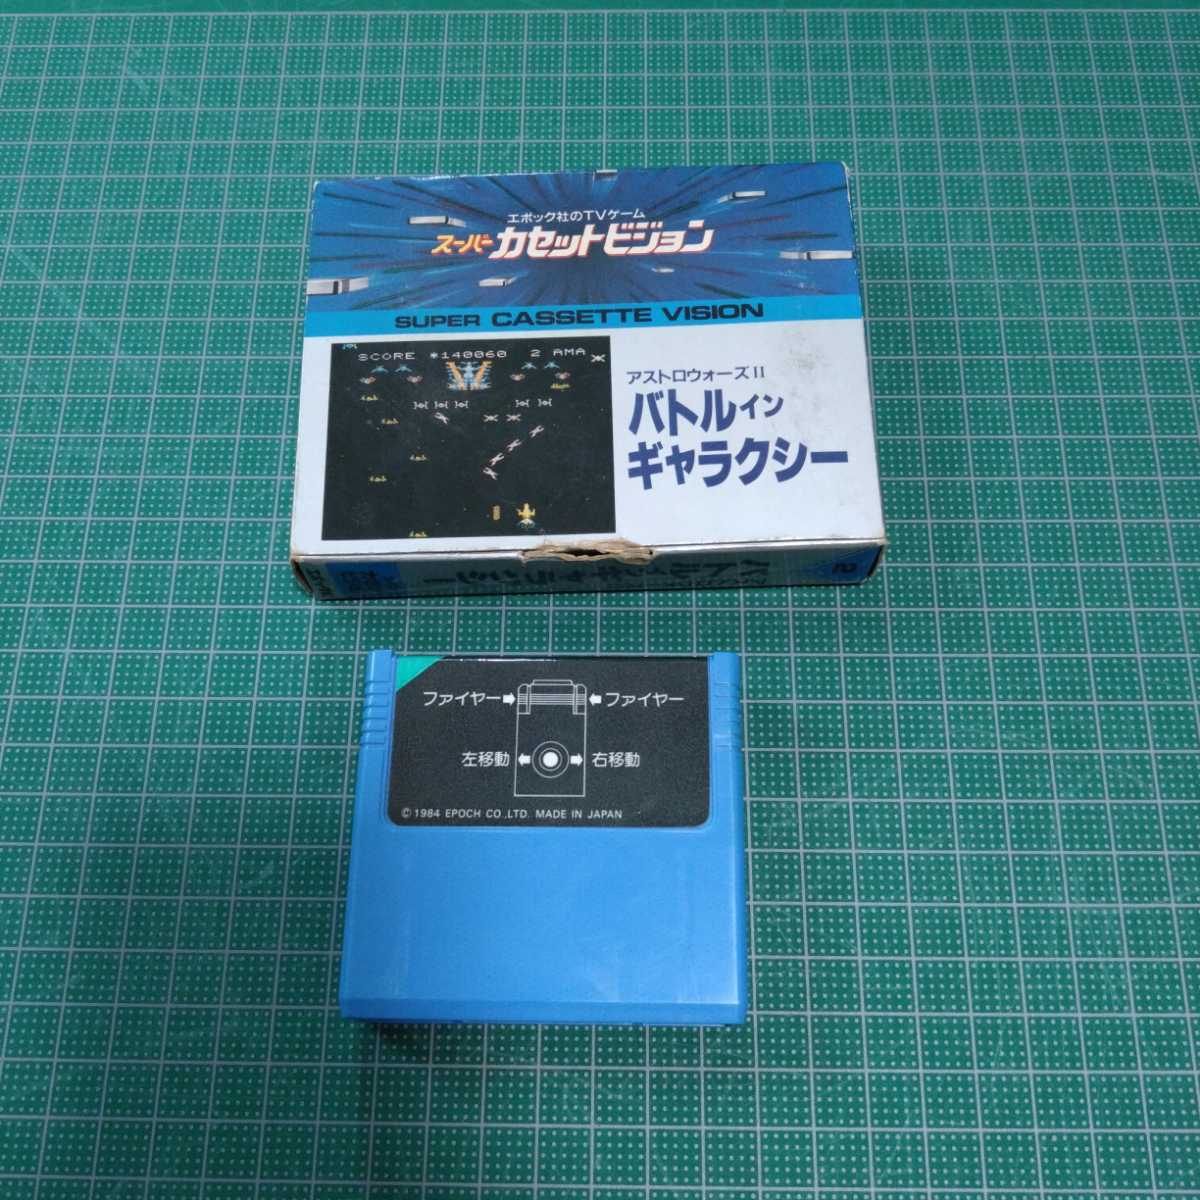 エポック社のTVゲーム
スーパーカセットビジョン
SUPER CASSETTE VISION
SCORE *140060 2 AMA
アストロウォーズII
バトルイン
ギャラクシー
ファイヤー
ファイヤー
左移動
右移動
©1984 EPOCH CO.,LTD. MADE IN JAPAN